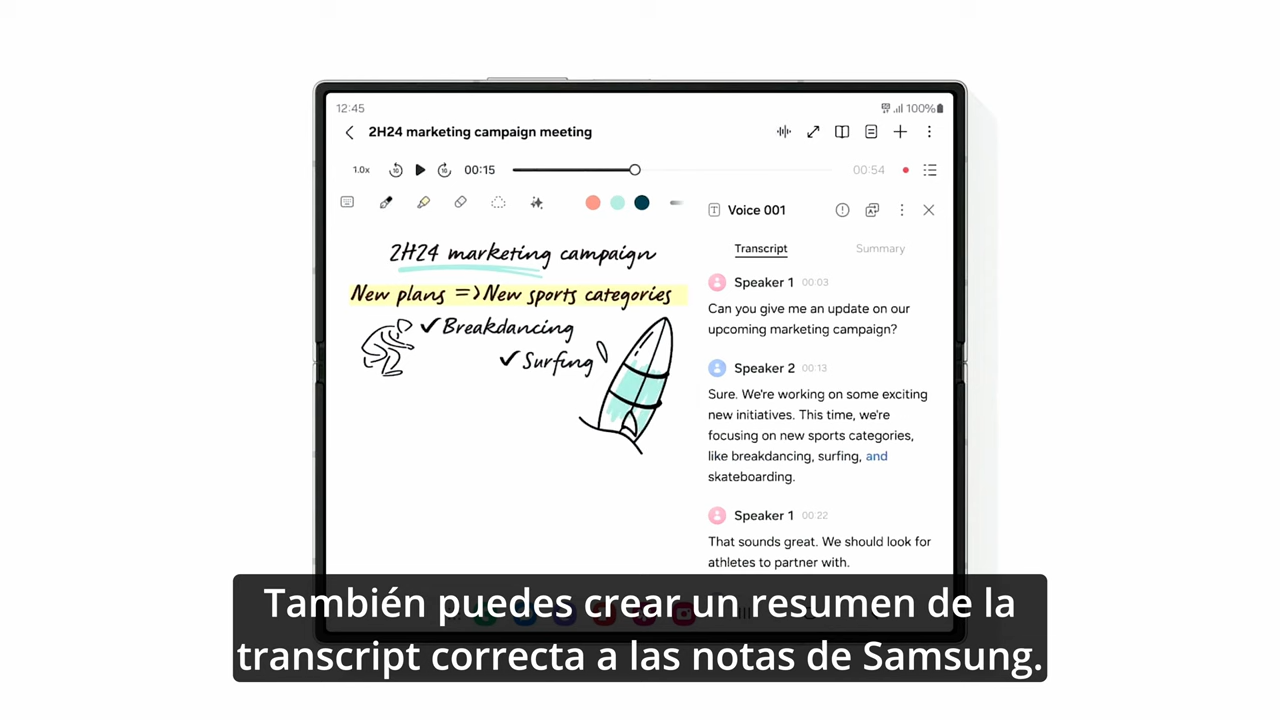 12:45
100%
2H24 marketing campaign meeting
1.0x
10
10
00:15
00:54
Voice 001
2H24 marketing campaign
Transcript
Summary
New plans => New sports categories
Speaker 1 00:03
Can you give me an update on our
upcoming marketing campaign?
✓ Breakdancing
✓ Surfing
Speaker 2 00:13
Sure. We're working on some exciting
new initiatives. This time, we're
focusing on new sports categories,
like breakdancing, surfing, and
skateboarding.
Speaker 1 00:22
That sounds great. We should look for
athletes to partner with.
También puedes crear un resumen de la
transcript correcta a las notas de Samsung.